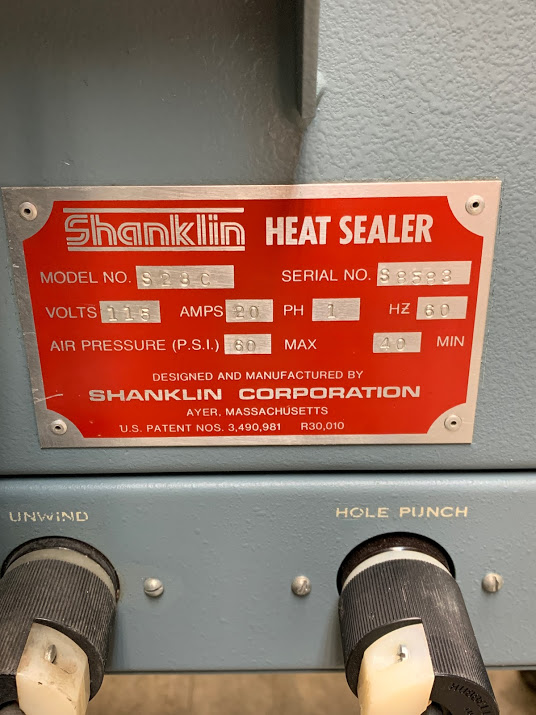 Shanklin HEAT SEALER
MODEL NO. S23C SERIAL NO. S8583
VOLTS 115 AMPS 20 PH 1 HZ 60
AIR PRESSURE (P.S.I.) 60 MAX 40 MIN
DESIGNED AND MANUFACTURED BY
SHANKLIN CORPORATION
AYER, MASSACHUSETTS
U.S. PATENT NOS. 3,490,981 R30,010
UNWIND HOLE PUNCH